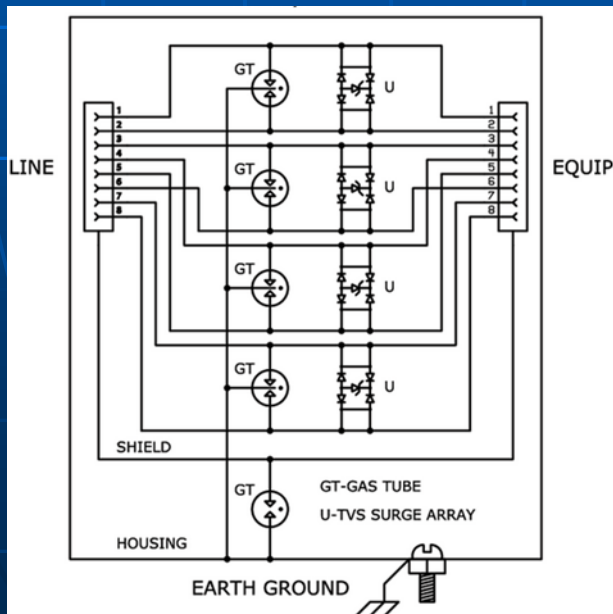 GT
U
1
2
3
4
5
6
7
8
1
2
3
4
5
6
7
8
LINE
EQUIP
GT
U
GT
U
GT
U
SHIELD
GT
GT-GAS TUBE
U-TVS SURGE ARRAY
HOUSING
EARTH GROUND